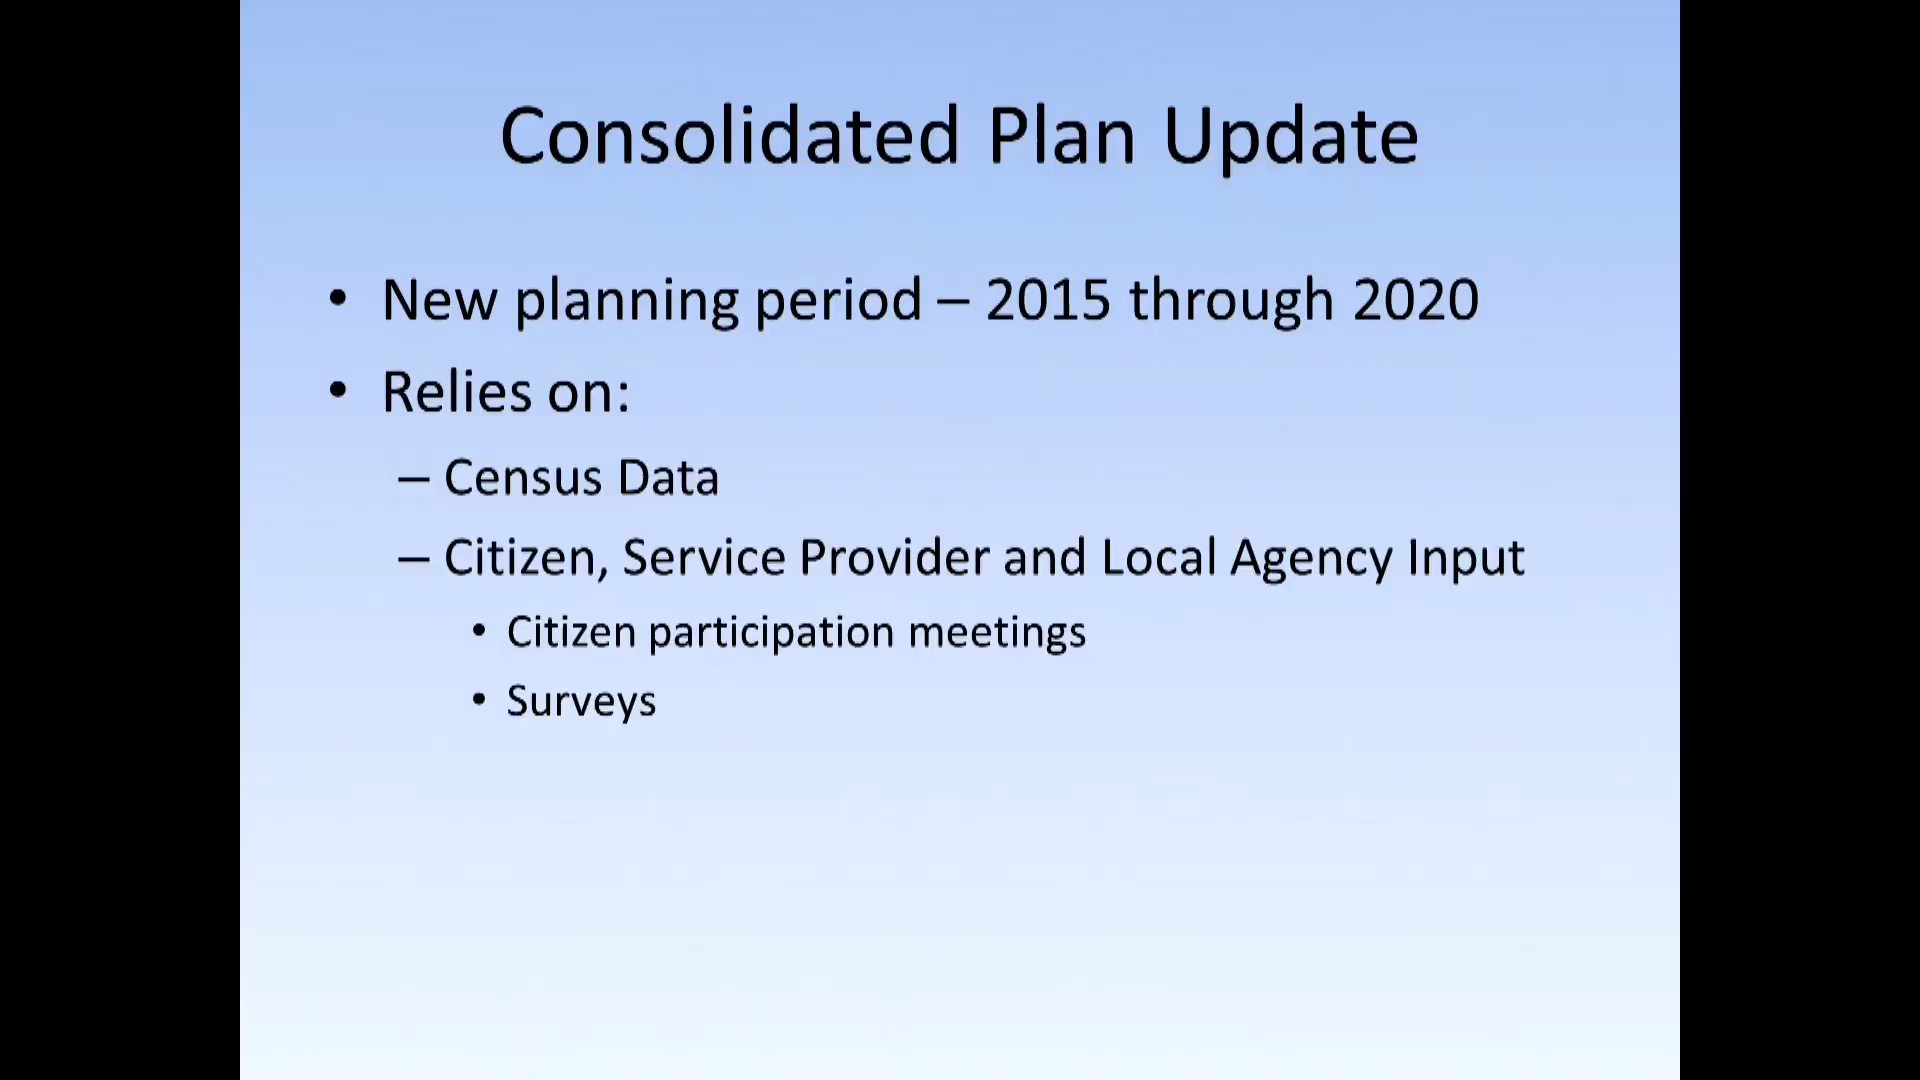 Consolidated Plan Update
• New planning period – 2015 through 2020
• Relies on:
– Census Data
– Citizen, Service Provider and Local Agency Input
• Citizen participation meetings
• Surveys